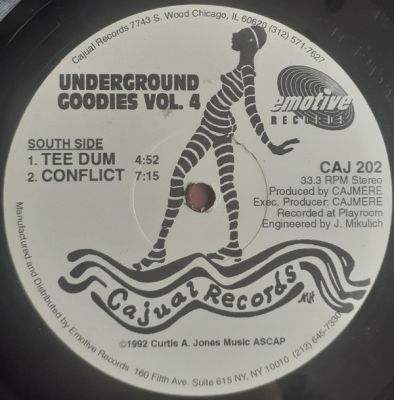 Cajual Records 7743 S. Wood Chicago, IL 60620 (312) 571-7627
UNDERGROUND
GOODIES VOL. 4
emotive
RECORDS
SOUTH SIDE
1. TEE DUM 4:52
2. CONFLICT 7:15
CAJ 202
33.3 RPM Stereo
Produced by CAJMERE
Exec. Producer: CAJMERE
Recorded at Playroom
Engineered by J. Mikulich
Cajual Records
©1992 Curtis A. Jones Music ASCAP
Manufactured and Distributed by Emotive Records 160 Fifth Ave. Suite 615 NY, NY 10010 (212) 645-7330